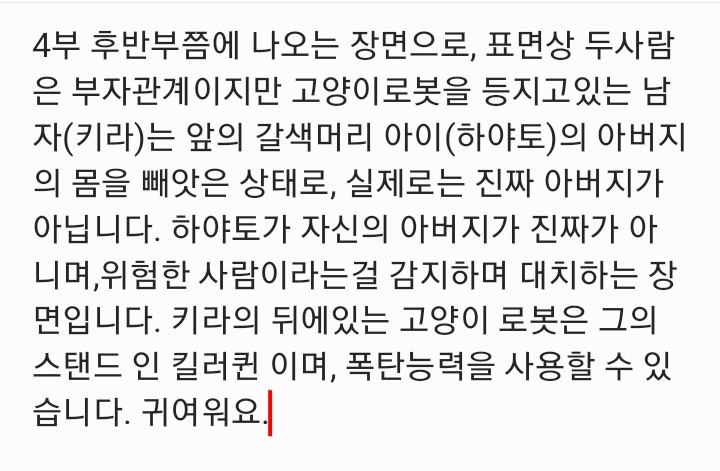 4부 후반부쯤에 나오는 장면으로, 표면상 두사람
은 부자관계이지만 고양이로봇을 등지고있는 남
자(키라)는 앞의 갈색머리 아이(하야토)의 아버지
의 몸을 빼앗은 상태로, 실제로는 진짜 아버지가
아닙니다. 하야토가 자신의 아버지가 진짜가 아
니며,위험한 사람이라는걸 감지하며 대치하는 장
면입니다. 키라의 뒤에있는 고양이 로봇은 그의
스탠드 인 킬러퀸 이며, 폭탄능력을 사용할 수 있
습니다. 귀여워요.